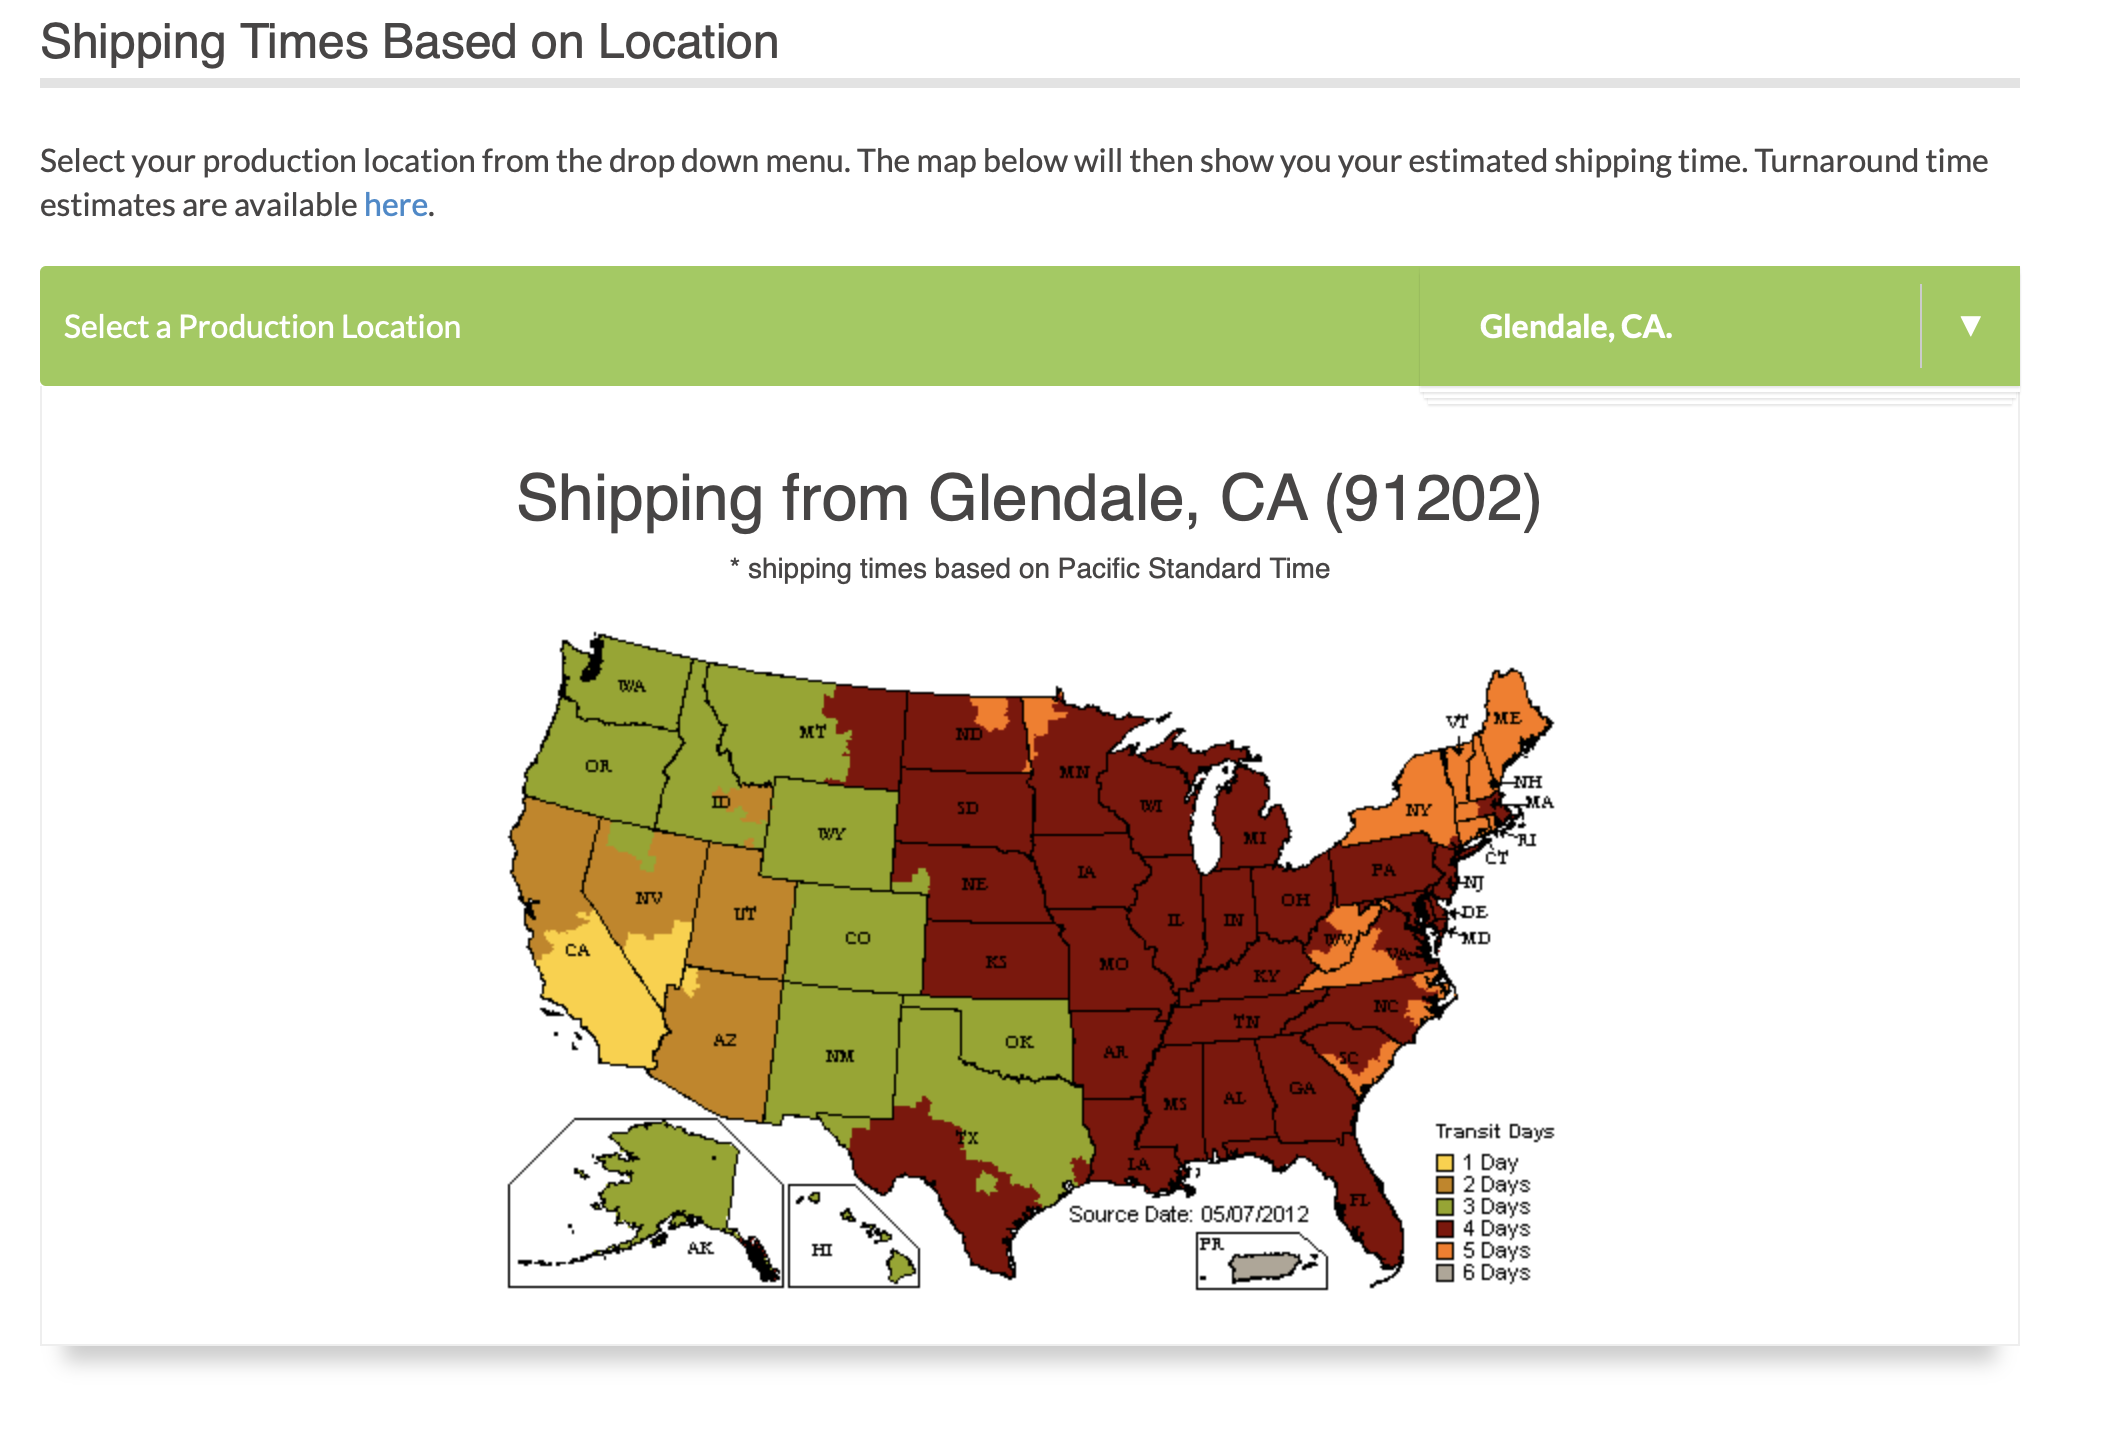 Shipping Times Based on Location
Select your production location from the drop down menu. The map below will then show you your estimated shipping time. Turnaround time
estimates are available here.
Select a Production Location
Glendale, CA.
Shipping from Glendale, CA (91202)
* shipping times based on Pacific Standard Time
WA
VT
ME
MT
ND
OR
MN
NH
ID
MA
SD
WI
NY
WY
MI
RI
CT
IA
PA
NE
NJ
NV
UT
IL
IN
OH
DE
CO
MD
CA
WV
VA
KS
MO
KY
NC
TN
AZ
OK
NM
AR
SC
GA
MS
AL
TX
Transit Days
LA
1 Day
2 Days
FL
3 Days
Source Date: 05/07/2012
4 Days
AK
HI
PR
5 Days
6 Days